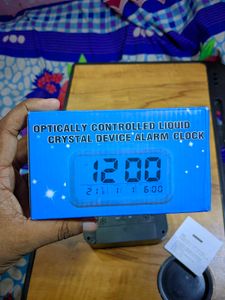 OPTICALLY CONTROLLED LIQUID
CRYSTAL DEVICE ALARM CLOCK
12:00
6:00